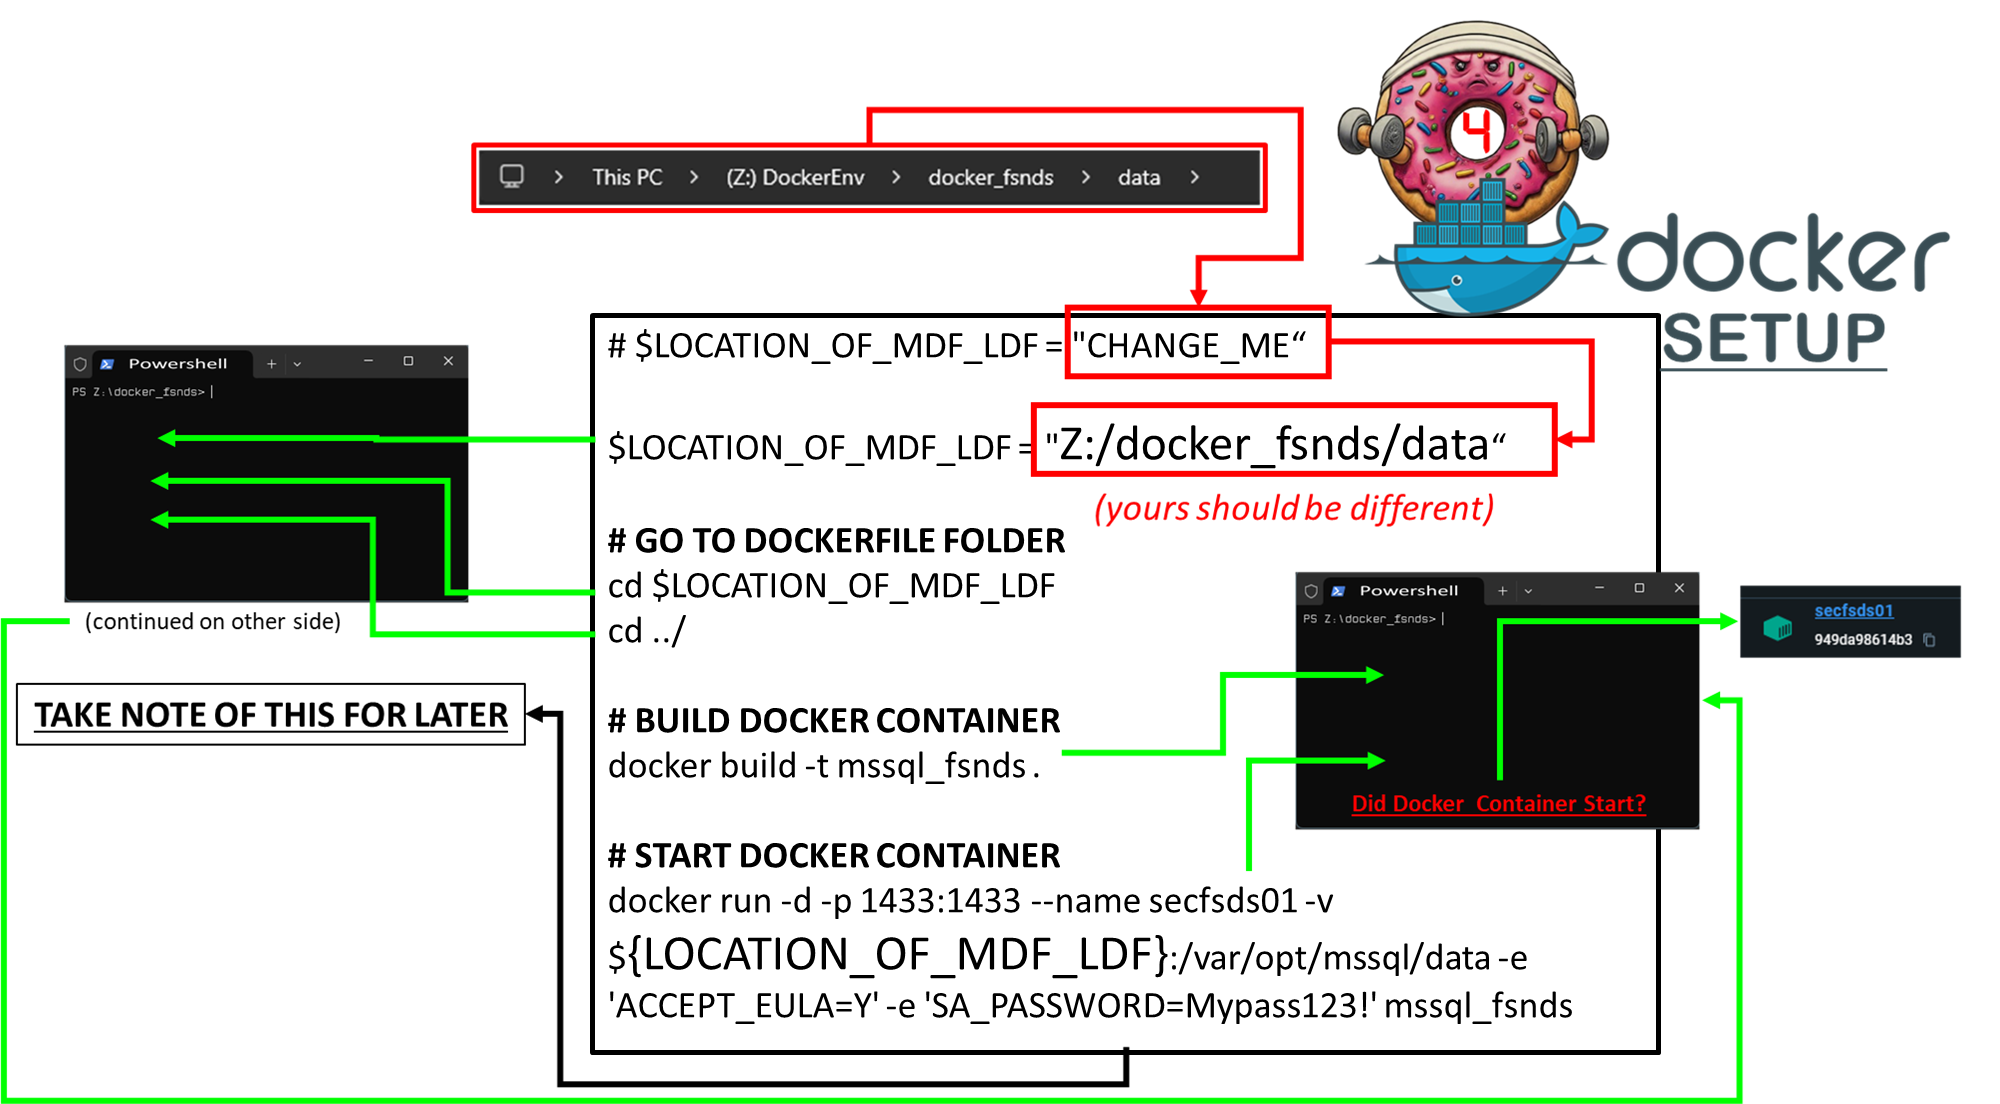 4
docker
SETUP
This PC > (Z:) DockerEnv > docker_fsnds > data >
# $LOCATION_OF_MDF_LDF = "CHANGE_ME“
$LOCATION_OF_MDF_LDF = "Z:/docker_fsnds/data“
(yours should be different)
# GO TO DOCKERFILE FOLDER
cd $LOCATION_OF_MDF_LDF
cd ../
# BUILD DOCKER CONTAINER
docker build -t mssql_fsnds .
# START DOCKER CONTAINER
docker run -d -p 1433:1433 --name secfsds01 -v
${LOCATION_OF_MDF_LDF}:/var/opt/mssql/data -e
'ACCEPT_EULA=Y' -e 'SA_PASSWORD=Mypass123!' mssql_fsnds
Powershell
PS Z:\docker_fsnds>
(continued on other side)
TAKE NOTE OF THIS FOR LATER
Powershell
PS Z:\docker_fsnds>
Did Docker Container Start?
secfsds01
949da98614b3